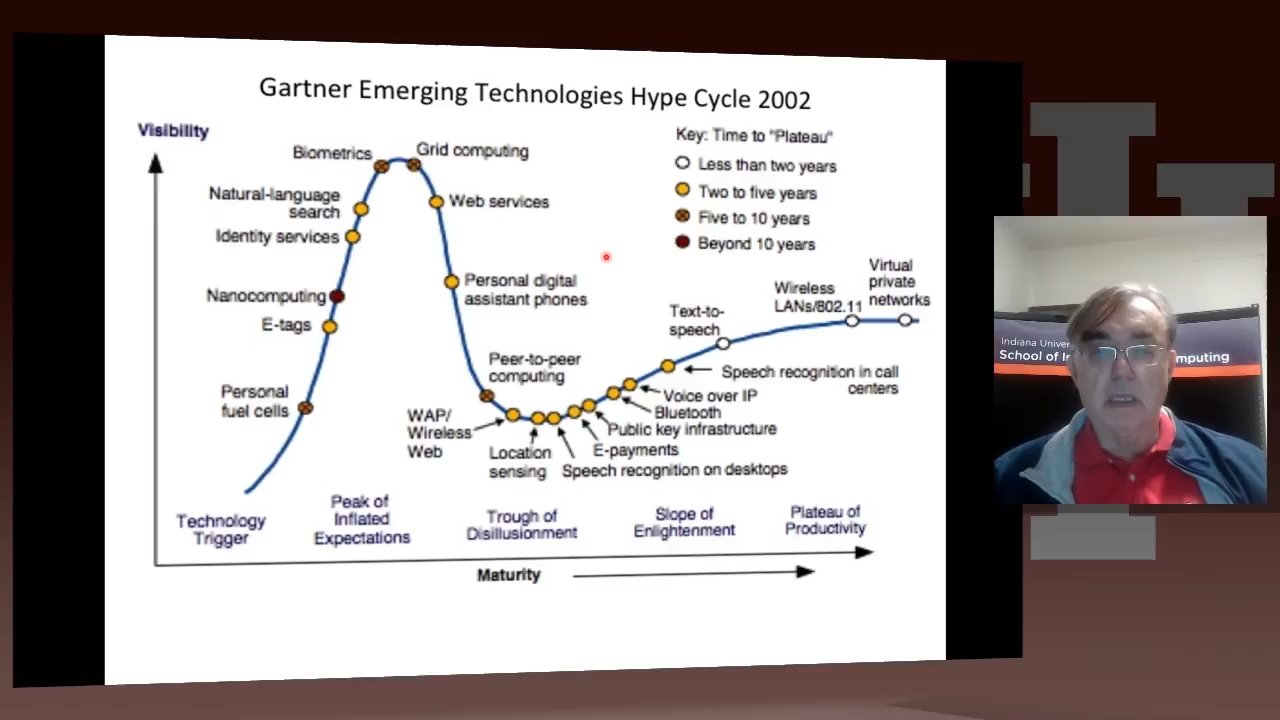 Gartner Emerging Technologies Hype Cycle 2002
Visibility
Key: Time to "Plateau"
Less than two years
Two to five years
Five to 10 years
Beyond 10 years
Biometrics
Grid computing
Natural-language
search
Web services
Identity services
Personal digital
assistant phones
Nanocomputing
E-tags
Personal
fuel cells
Peer-to-peer
computing
WAP/
Wireless
Web
Location
sensing
Speech recognition on desktops
E-payments
Public key infrastructure
Bluetooth
Voice over IP
Speech recognition in call
centers
Text-to-
speech
Wireless
LANs/802.11
Virtual
private
networks
Technology
Trigger
Peak of
Inflated
Expectations
Trough of
Disillusionment
Slope of
Enlightenment
Plateau of
Productivity
Maturity
Indiana
School of
Computing